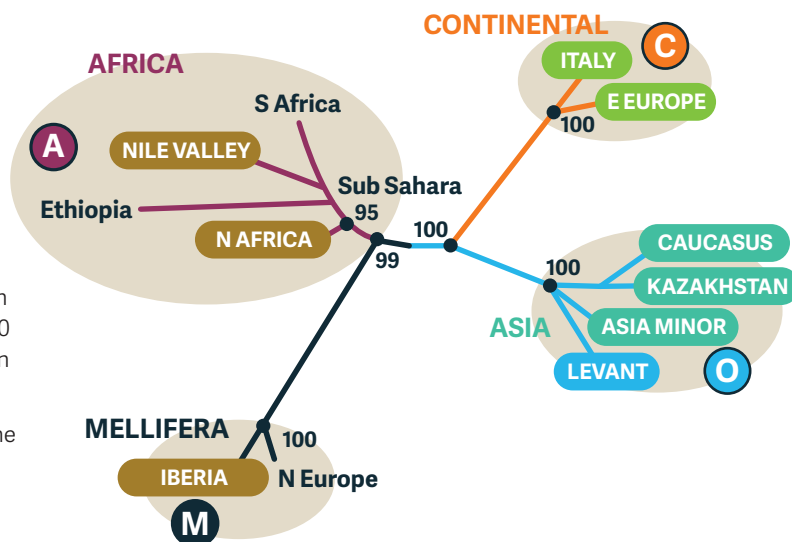 CONTINENTAL
C
ITALY
E EUROPE
100
AFRICA
A
S Africa
NILE VALLEY
Sub Sahara
Ethiopia
95
N AFRICA
99
100
CAUCASUS
100
KAZAKHSTAN
ASIA
ASIA MINOR
LEVANT
O
MELLIFERA
100
IBERIA
N Europe
M